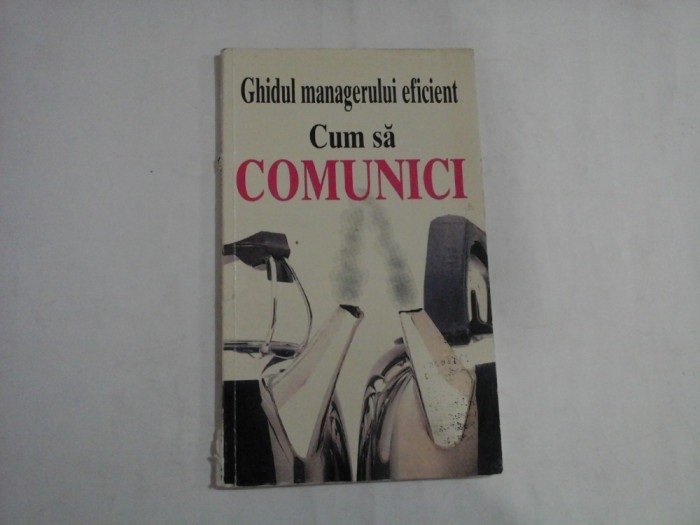 Ghidul managerului eficient
Cum să
COMUNICI